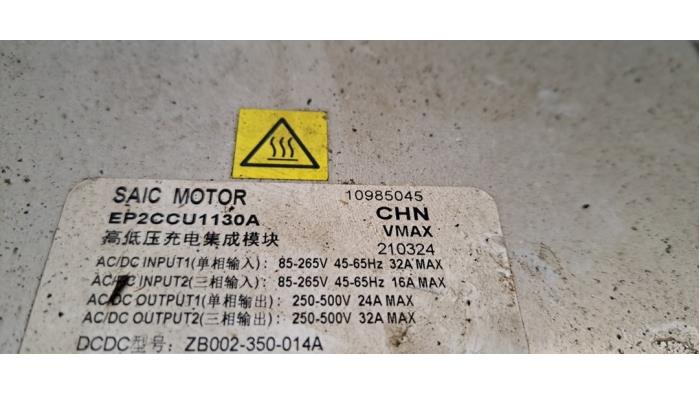 SAIC MOTOR 10985045
EP2CCU1130A CHN
VMAX
高低压充电集成模块 210324
AC/DC INPUT1(单相输入): 85-265V 45-65Hz 32A MAX
AC/DC INPUT2(三相输入): 85-265V 45-65Hz 16A MAX
AC/DC OUTPUT1(单相输出): 250-500V 24A MAX
AC/DC OUTPUT2(三相输出): 250-500V 32A MAX
DCDC型号: ZB002-350-014A